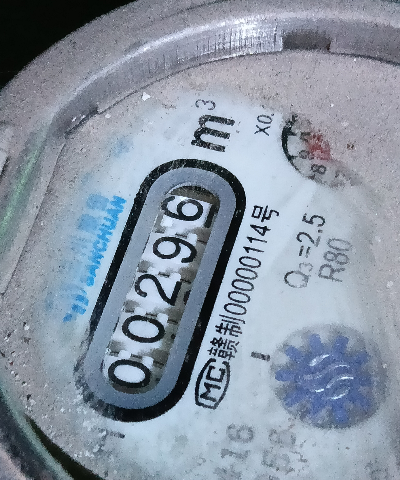 m³
X0.
SANCHUAN
00296
MC 赣制00000114号
Q₃=2.5
R80